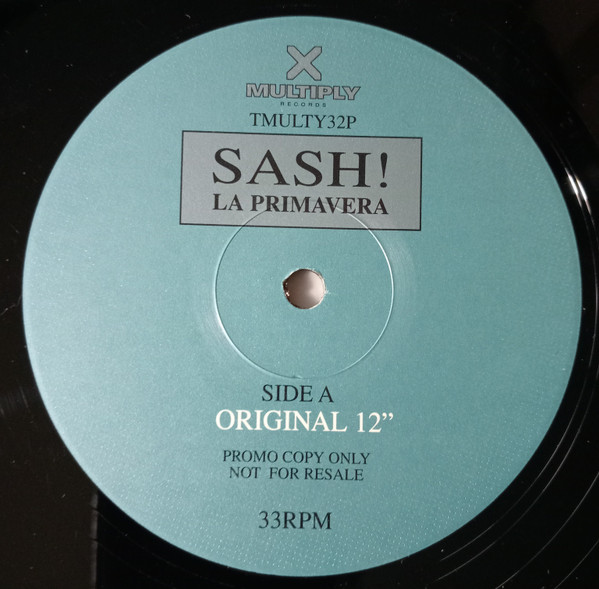 MULTIPLY
RECORDS
TMULTY32P
SASH!
LA PRIMAVERA
SIDE A
ORIGINAL 12”
PROMO COPY ONLY
NOT FOR RESALE
33RPM